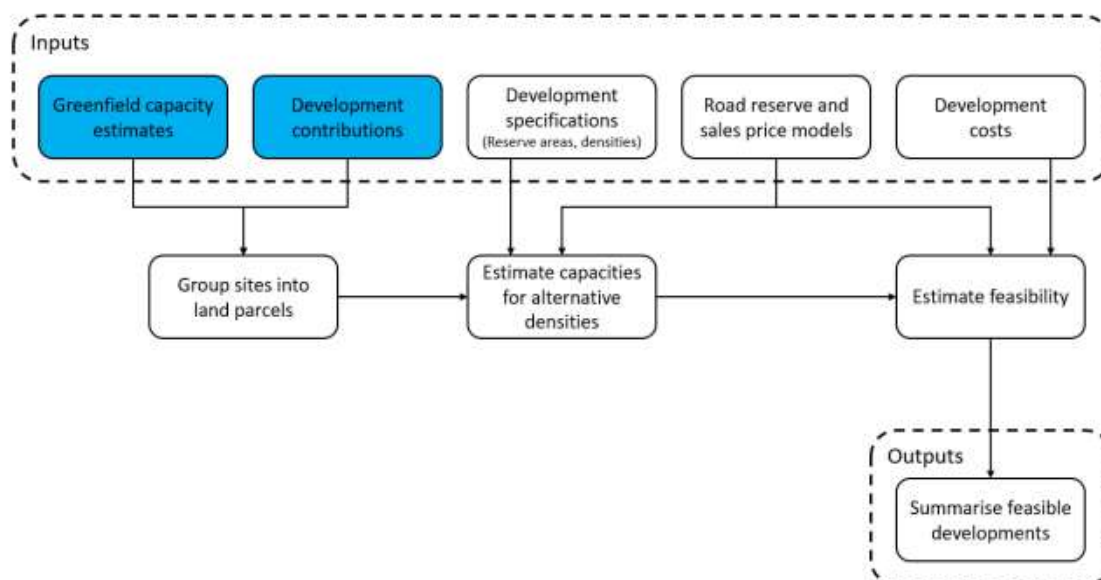 Inputs
Greenfield capacity
estimates
Development
contributions
Development
specifications
(Reserve areas, densities)
Road reserve and
sales price models
Development
costs
Group sites into
land parcels
Estimate capacities
for alternative
densities
Estimate feasibility
Outputs
Summarise feasible
developments